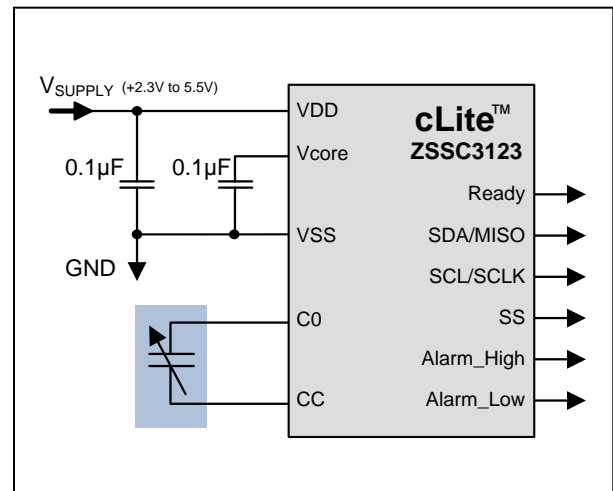 V_SUPPLY (+2.3V to 5.5V)
0.1µF
0.1µF
GND
cLite™
ZSSC3123
VDD
Vcore
VSS
C0
CC
Ready
SDA/MISO
SCL/SCLK
SS
Alarm_High
Alarm_Low